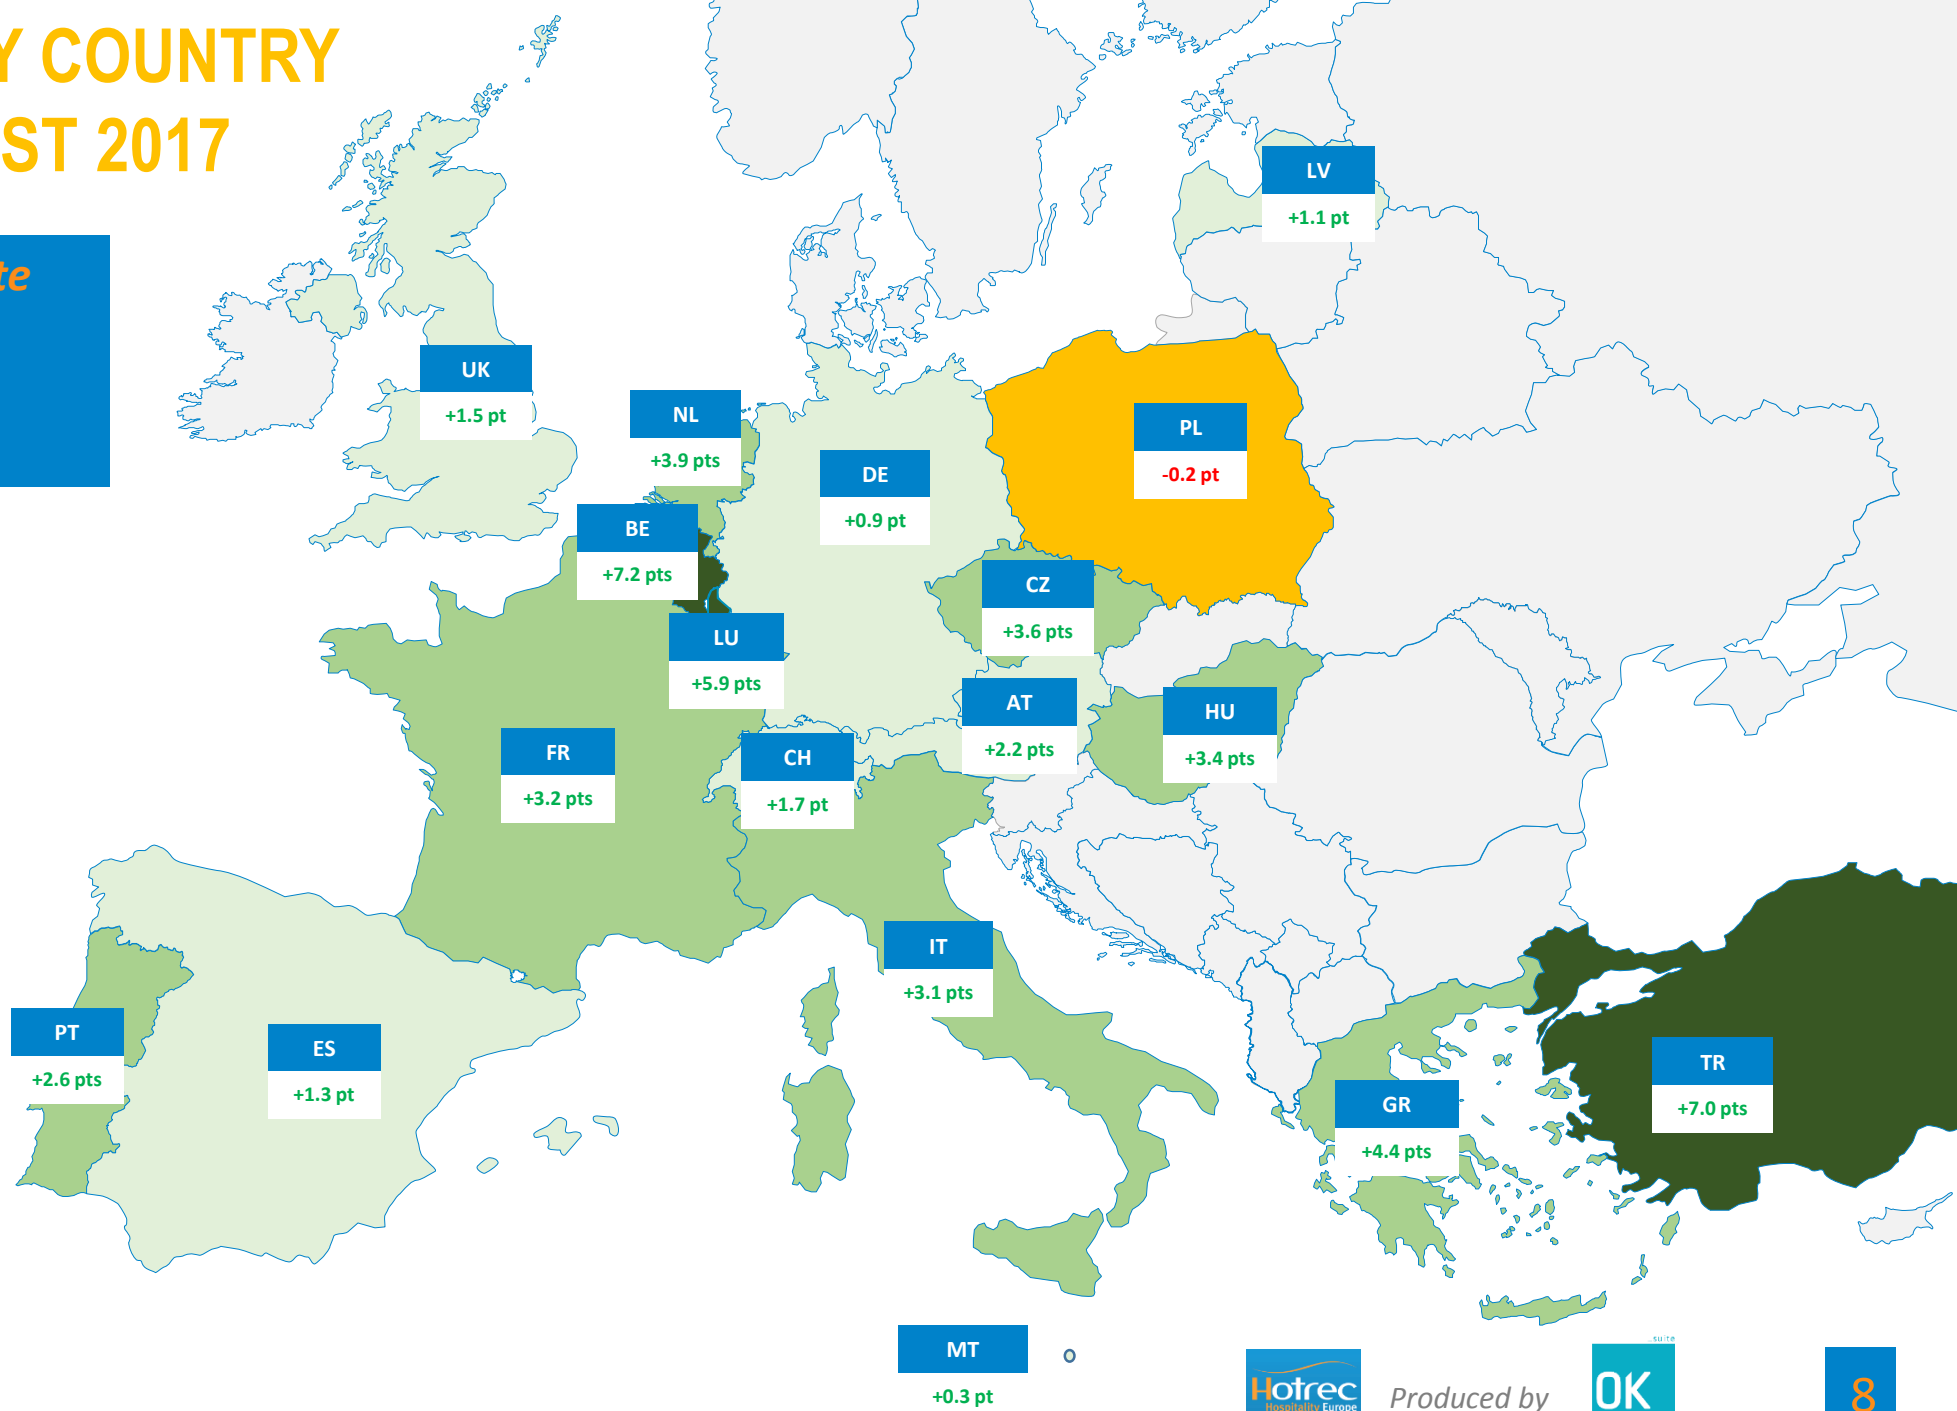 Y COUNTRY
ST 2017
te
LV
+1.1 pt
UK
+1.5 pt
NL
+3.9 pts
PL
-0.2 pt
DE
+0.9 pt
BE
+7.2 pts
CZ
+3.6 pts
LU
+5.9 pts
AT
+2.2 pts
HU
+3.4 pts
FR
+3.2 pts
CH
+1.7 pt
IT
+3.1 pts
PT
+2.6 pts
ES
+1.3 pt
TR
+7.0 pts
GR
+4.4 pts
MT
+0.3 pt
Hotrec
Hospitality Europe
Produced by
suite
OK
8